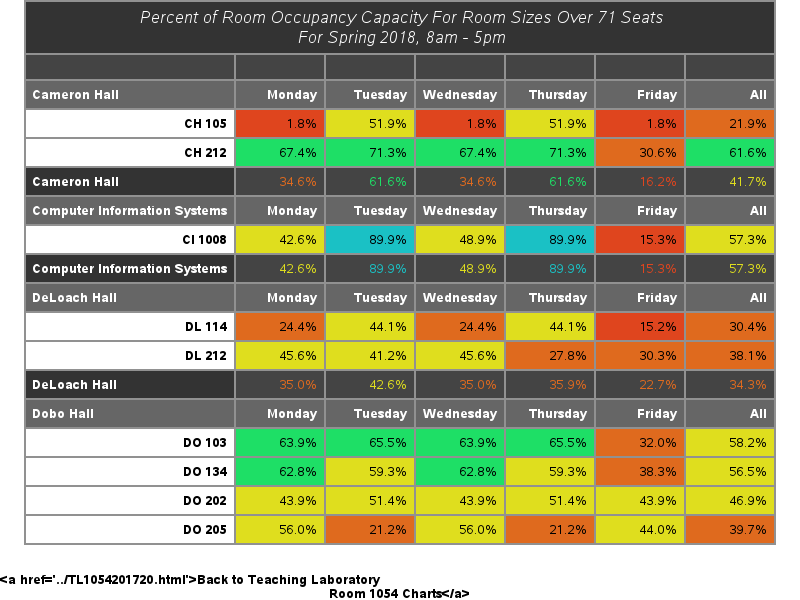 Percent of Room Occupancy Capacity For Room Sizes Over 71 Seats
For Spring 2018, 8am - 5pm
Cameron Hall Monday Tuesday Wednesday Thursday Friday All
CH 105 1.8% 51.9% 1.8% 51.9% 1.8% 21.9%
CH 212 67.4% 71.3% 67.4% 71.3% 30.6% 61.6%
Cameron Hall 34.6% 61.6% 34.6% 61.6% 16.2% 41.7%
Computer Information Systems Monday Tuesday Wednesday Thursday Friday All
CI 1008 42.6% 89.9% 48.9% 89.9% 15.3% 57.3%
Computer Information Systems 42.6% 89.9% 48.9% 89.9% 15.3% 57.3%
DeLoach Hall Monday Tuesday Wednesday Thursday Friday All
DL 114 24.4% 44.1% 24.4% 44.1% 15.2% 30.4%
DL 212 45.6% 41.2% 45.6% 27.8% 30.3% 38.1%
DeLoach Hall 35.0% 42.6% 35.0% 35.9% 22.7% 34.3%
Dobo Hall Monday Tuesday Wednesday Thursday Friday All
DO 103 63.9% 65.5% 63.9% 65.5% 32.0% 58.2%
DO 134 62.8% 59.3% 62.8% 59.3% 38.3% 56.5%
DO 202 43.9% 51.4% 43.9% 51.4% 43.9% 46.9%
DO 205 56.0% 21.2% 56.0% 21.2% 44.0% 39.7%
<a href='../TL1054201720.html'>Back to Teaching Laboratory
Room 1054 Charts</a>